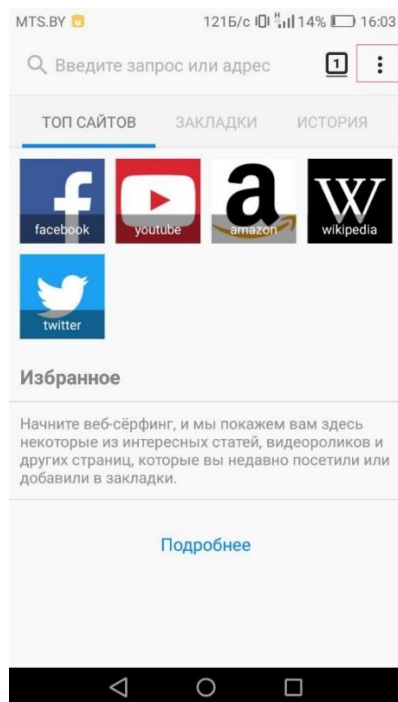 MTS.BY 121Б/с 14% 16:03
Введите запрос или адрес 1
ТОП САЙТОВ ЗАКЛАДКИ ИСТОРИЯ
facebook youtube amazon wikipedia
twitter
Избранное
Начните веб-сёрфинг, и мы покажем вам здесь
некоторые из интересных статей, видеороликов и
других страниц, которые вы недавно посетили или
добавили в закладки.
Подробнее